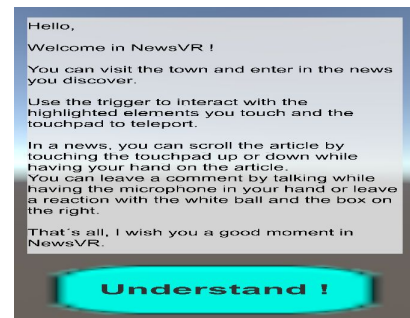 Hello,
Welcome in NewsVR !
You can visit the town and enter in the news
you discover.
Use the trigger to interact with the
highlighted elements you touch and the
touchpad to teleport.
In a news, you can scroll the article by
touching the touchpad up or down while
having your hand on the article.
You can leave a comment by talking while
having the microphone in your hand or leave
a reaction with the white ball and the box on
the right.
That's all, I wish you a good moment in
NewsVR.
Understand !